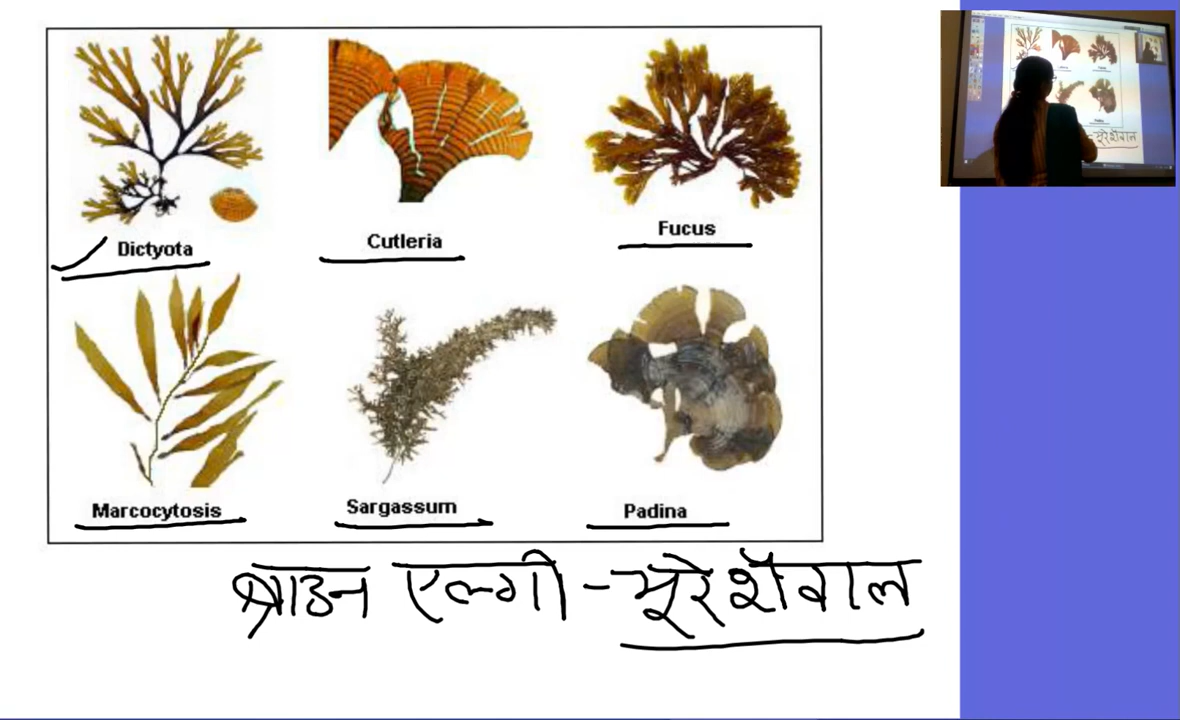 Dictyota
Cutleria
Fucus
Marcocytosis
Sargassum
Padina
ब्राउन एल्गी - भूरे शैवाल